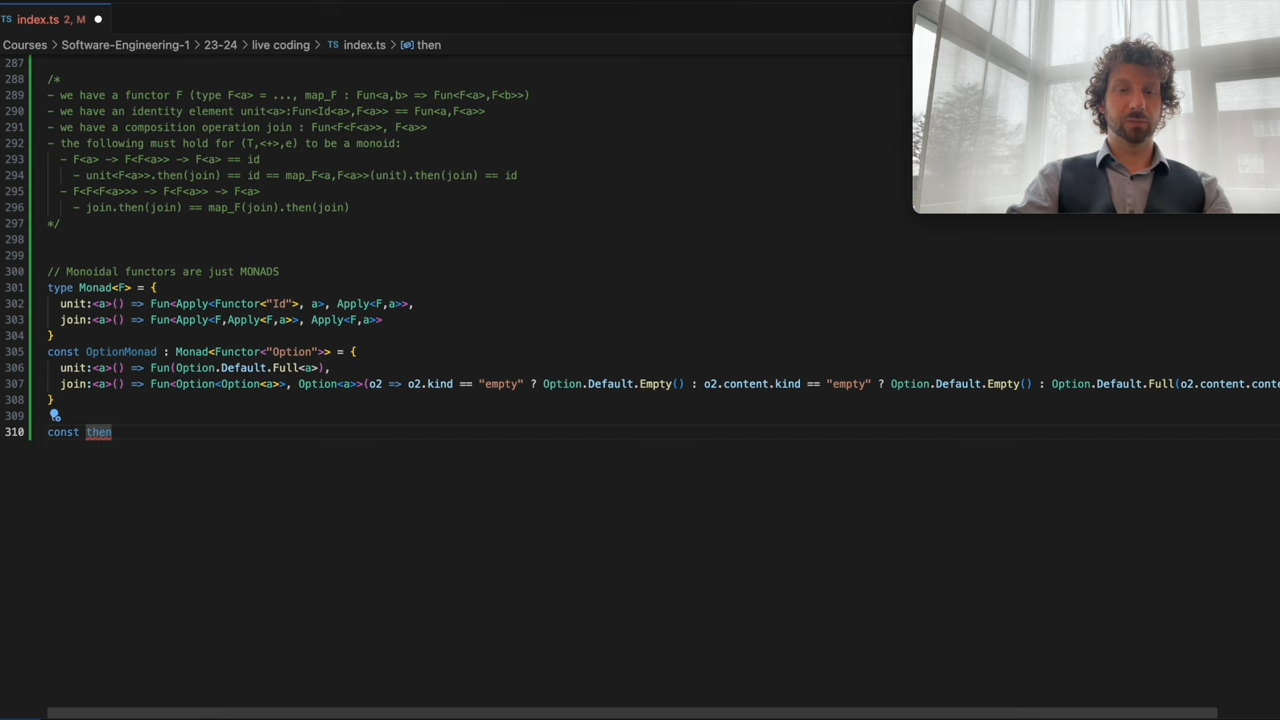 TS index.ts 2, M
Courses > Software-Engineering-1 > 23-24 > live coding > TS index.ts > then
287
288 /*
289 - we have a functor F (type F<a> = ..., map_F : Fun<a,b> => Fun<F<a>,F<b>>)
290 - we have an identity element unit<a>:Fun<Id<a>,F<a>> == Fun<a,F<a>>
291 - we have a composition operation join : Fun<F<F<a>>, F<a>>
292 - the following must hold for (T,<+>,e) to be a monoid:
293 - F<a> -> F<F<a>> -> F<a> == id
294 - unit<F<a>>.then(join) == id == map_F<a,F<a>>(unit).then(join) == id
295 - F<F<F<a>>> -> F<F<a>> -> F<a>
296 - join.then(join) == map_F(join).then(join)
297 */
298
299
300 // Monoidal functors are just MONADS
301 type Monad<F> = {
302 unit:<a>() => Fun<Apply<Functor<"Id">, a>, Apply<F,a>>,
303 join:<a>() => Fun<Apply<F,Apply<F,a>>, Apply<F,a>>
304 }
305 const OptionMonad : Monad<Functor<"Option">> = {
306 unit:<a>() => Fun(Option.Default.Full<a>),
307 join:<a>() => Fun<Option<Option<a>>, Option<a>>(o2 => o2.kind == "empty" ? Option.Default.Empty() : o2.content.kind == "empty" ? Option.Default.Empty() : Option.Default.Full(o2.content.conte
308 }
309
310 const then